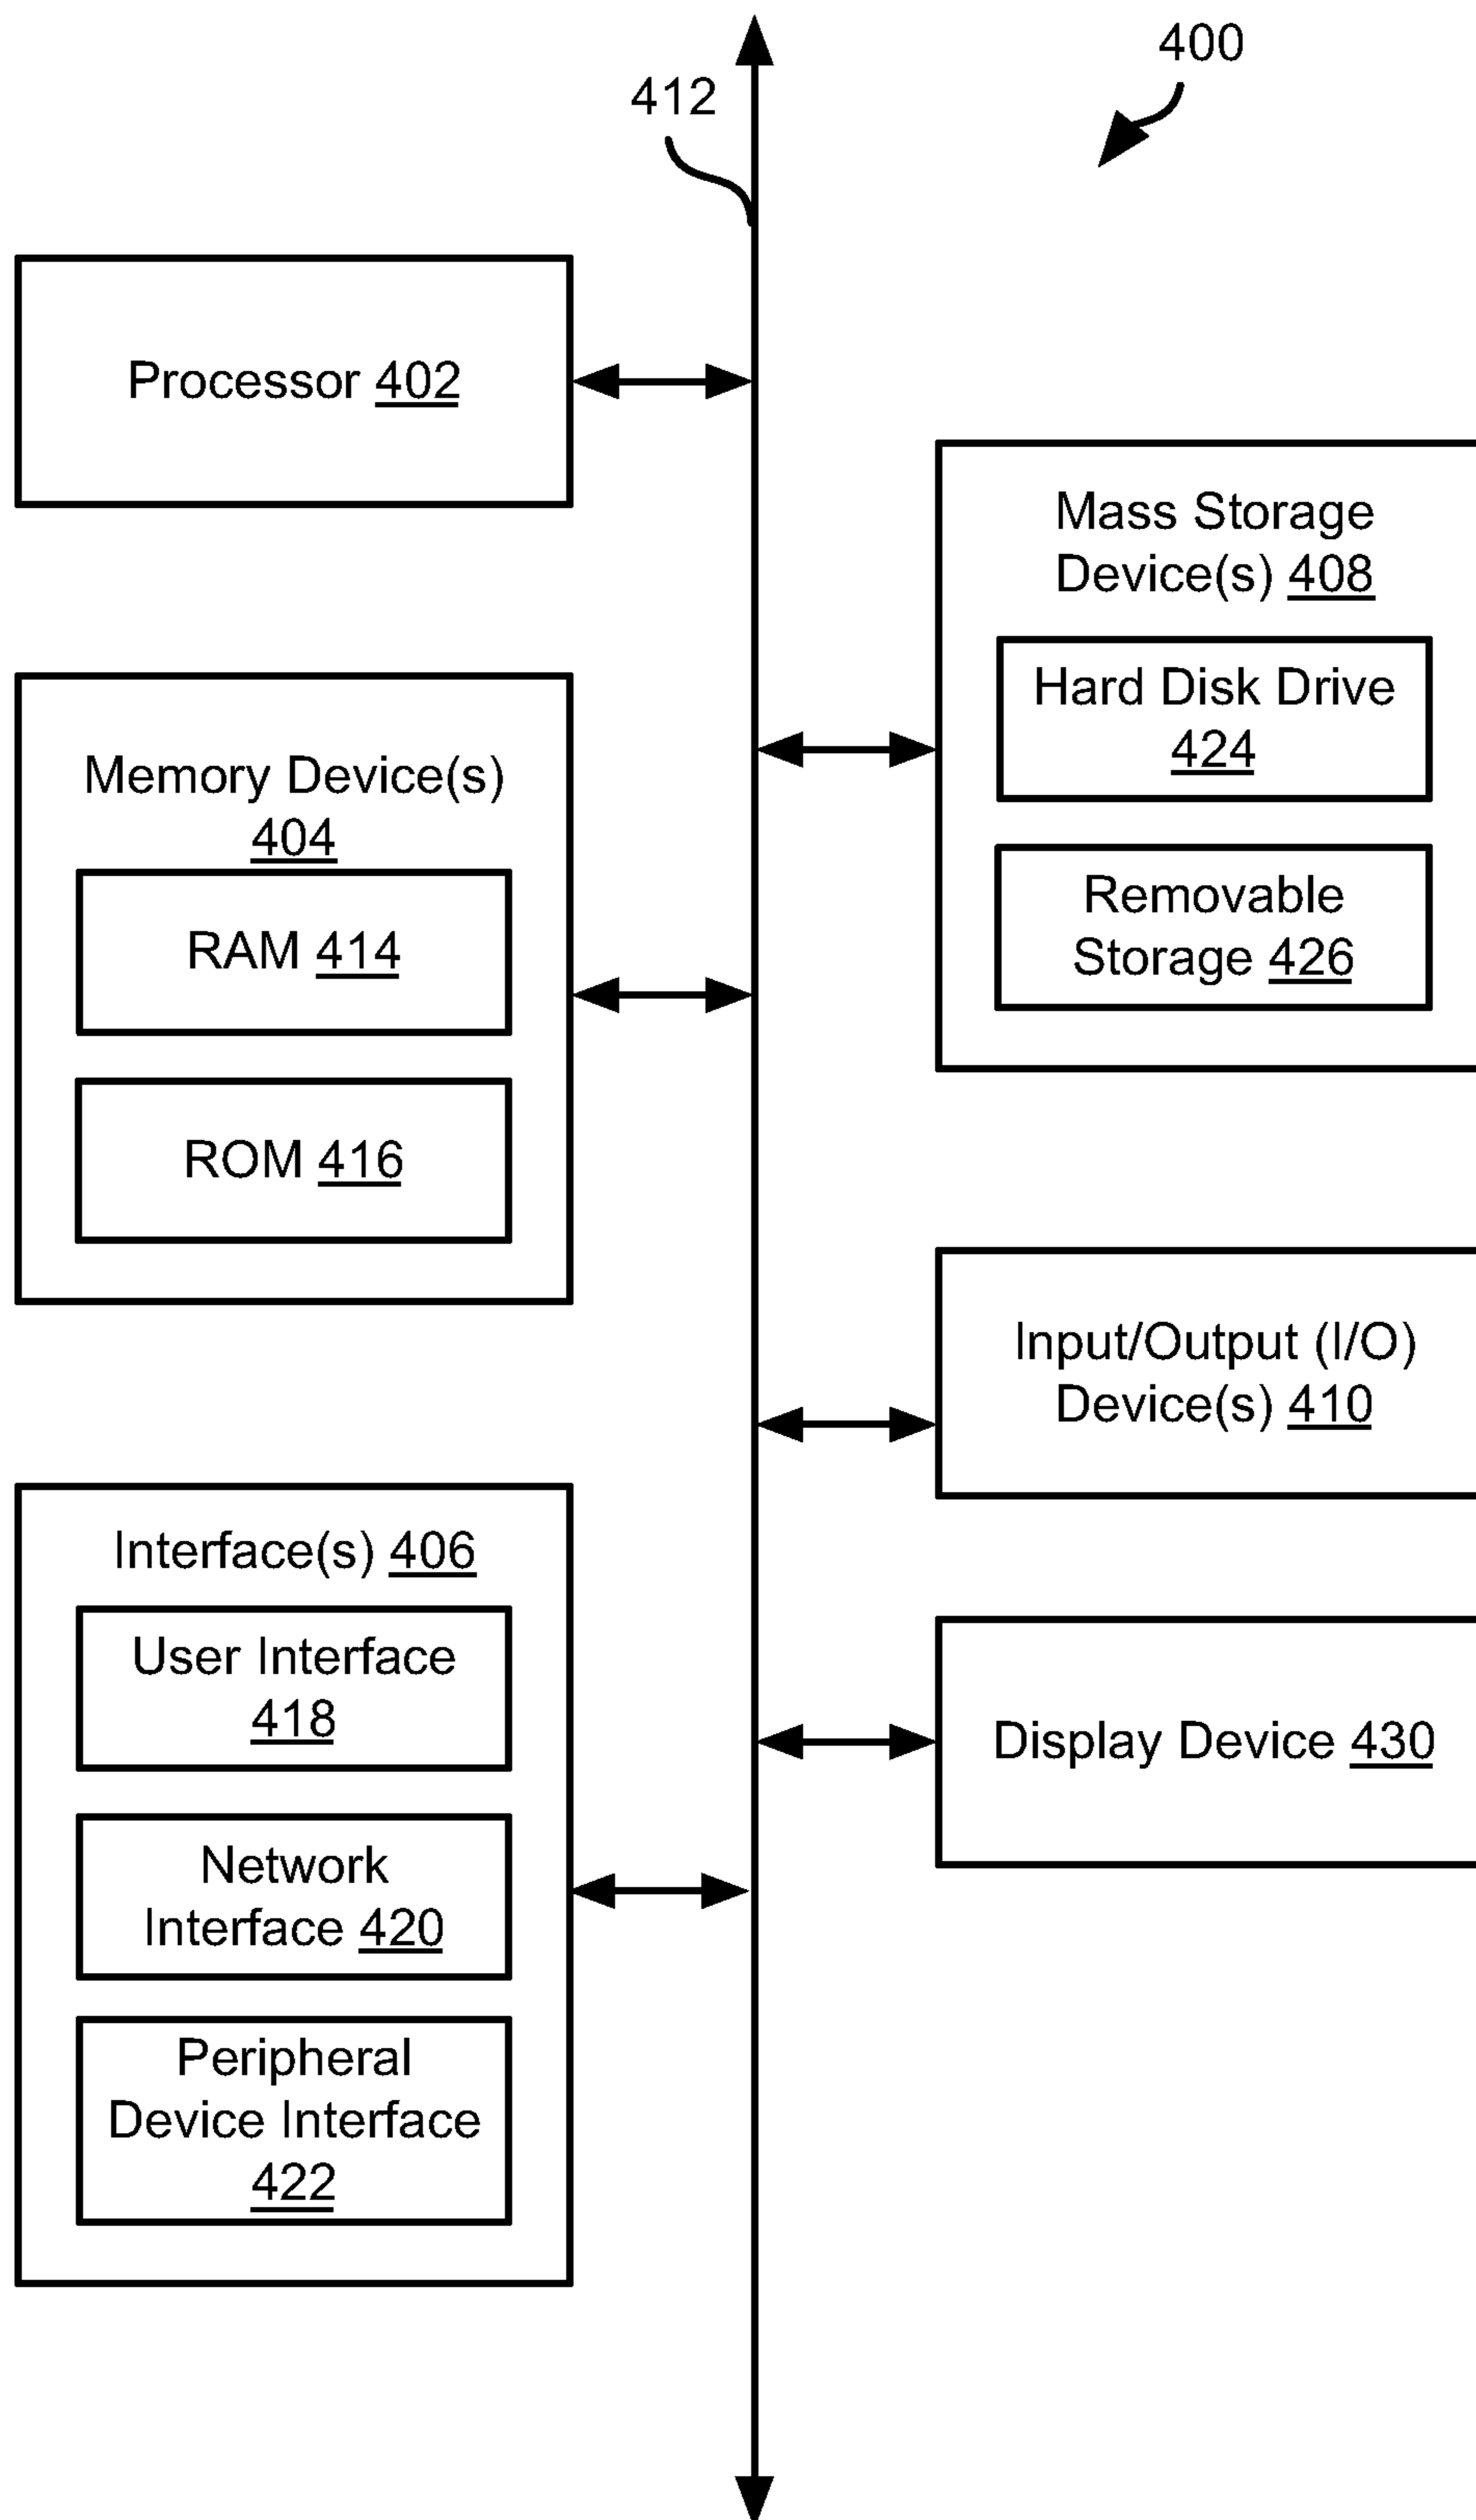 400
412
Processor 402
Mass Storage
Device(s) 408
Hard Disk Drive
424
Removable
Storage 426
Memory Device(s)
404
RAM 414
ROM 416
Input/Output (I/O)
Device(s) 410
Interface(s) 406
User Interface
418
Network
Interface 420
Peripheral
Device Interface
422
Display Device 430